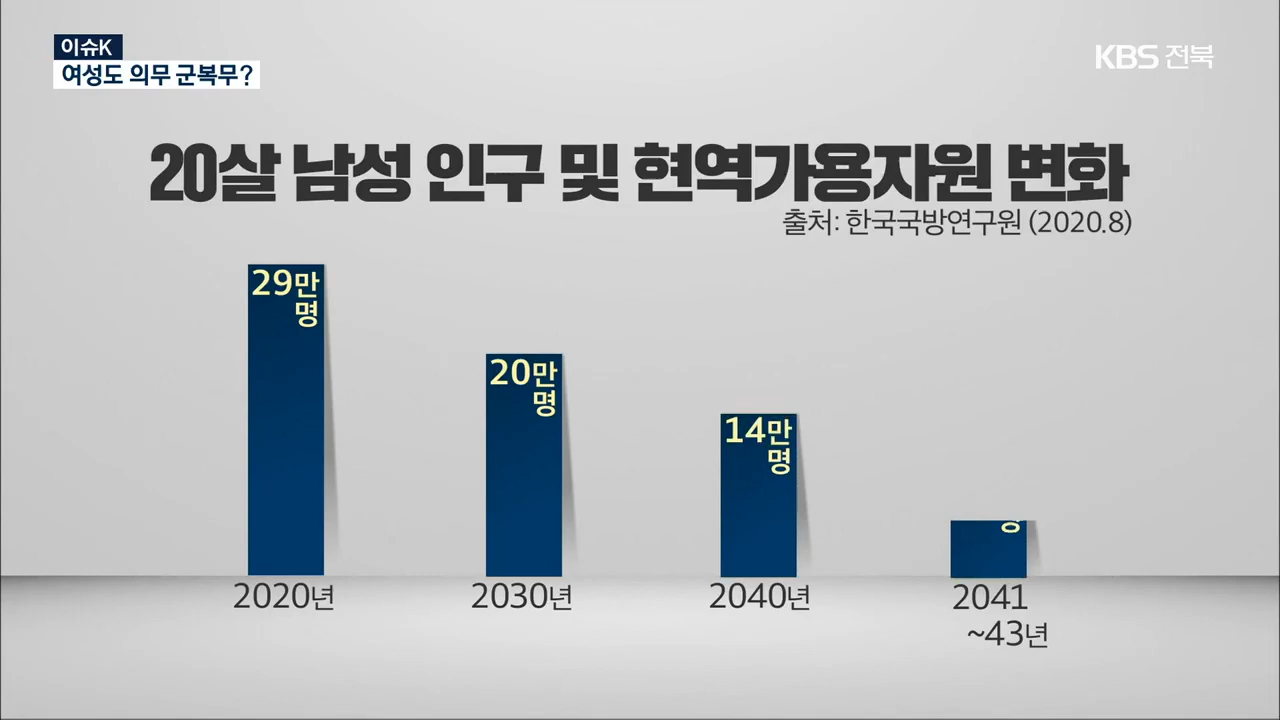 이슈K
여성도 의무 군복무?
KBS 전북
20살 남성 인구 및 현역가용자원 변화
출처: 한국국방연구원 (2020.8)
29만
명
20만
명
14만
명
2020년
2030년
2040년
2041
~43년